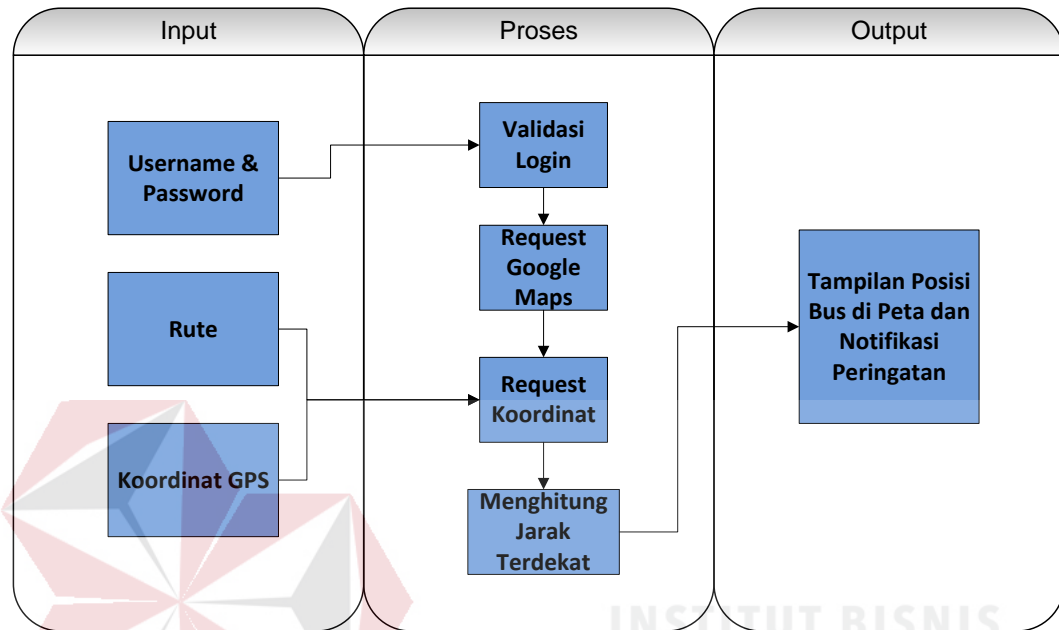 Input
Proses
Output
Username &
Password
Rute
Koordinat GPS
Validasi
Login
Request
Google
Maps
Request
Koordinat
Menghitung
Jarak
Terdekat
Tampilan Posisi
Bus di Peta dan
Notifikasi
Peringatan
INSTITUT BISNIS